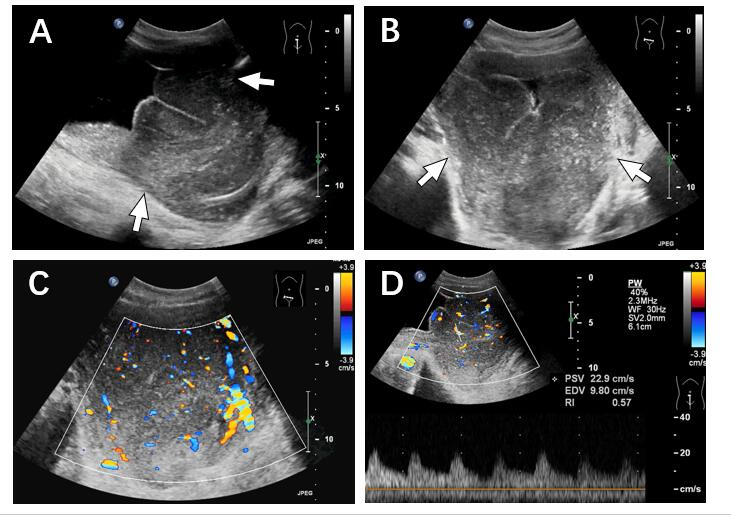 A
0
5
X
10
JPEG
B
0
5
X
10
JPEG
C
+3.9
0
-3.9
cm/s
5
X
10
JPEG
D
0
5
X
10
PW
40%
2.3MHz
WF 30Hz
SV2.0mm
6.1cm
+3.9
-3.9
cm/s
PSV 22.9 cm/s
EDV 9.80 cm/s
RI 0.57
40
20
cm/s